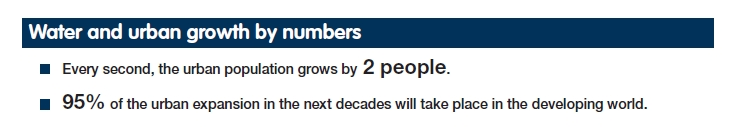 Water and urban growth by numbers
Every second, the urban population grows by 2 people.
95% of the urban expansion in the next decades will take place in the developing world.